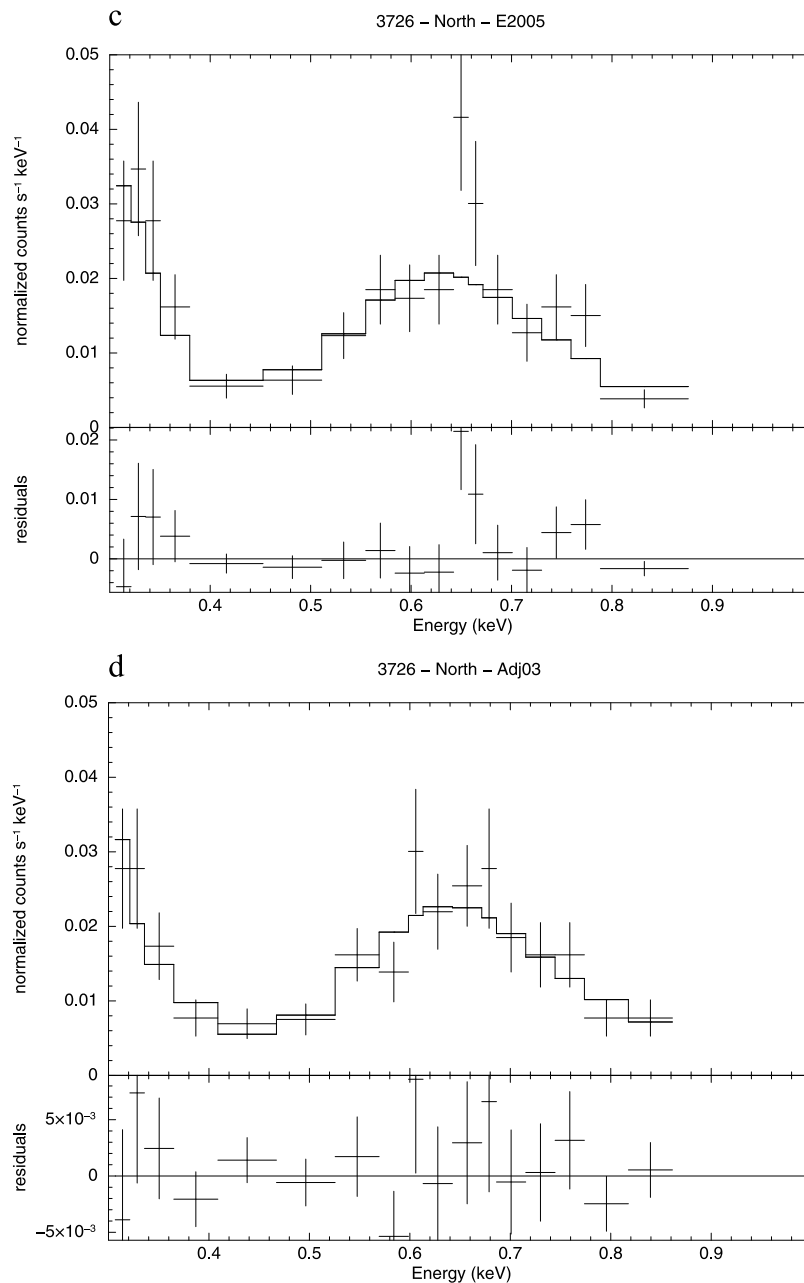 c
3726 – North – E2005
0.05
0.04
0.03
0.02
0.01
0
normalized counts s⁻¹ keV⁻¹
0.02
0.01
0
residuals
0.4 0.5 0.6 0.7 0.8 0.9
Energy (keV)
d
3726 – North – Adj03
0.05
0.04
0.03
0.02
0.01
0
normalized counts s⁻¹ keV⁻¹
5×10⁻³
0
−5×10⁻³
residuals
0.4 0.5 0.6 0.7 0.8 0.9
Energy (keV)